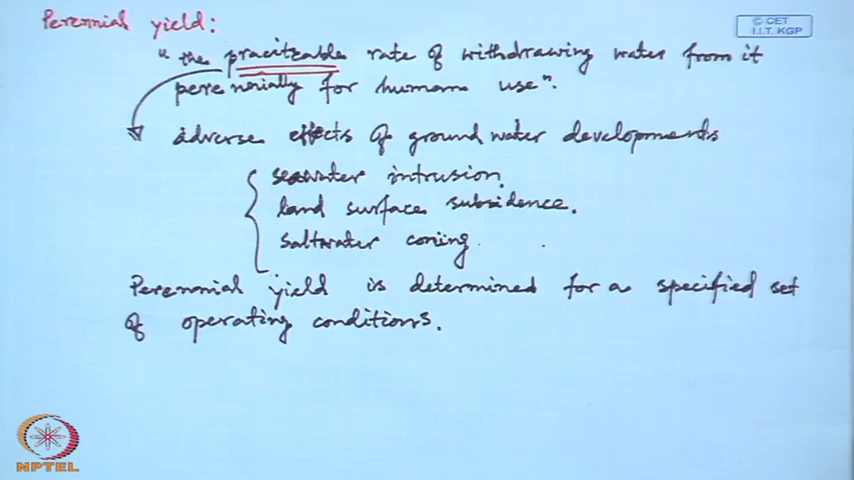 Perennial yield:
© CET
I.I.T. KGP
"the pracitcable rate of withdrawing water from it
perennially for humane use".
adverse effects of ground water developments
seawater intrusion.
land surface subsidence.
saltwater coning
Perennial yield is determined for a specified set
of operating conditions.
NPTEL